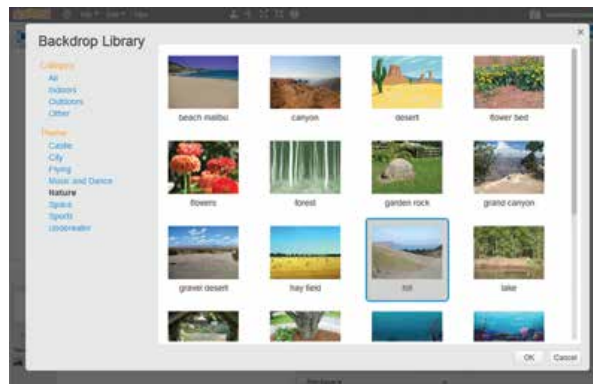 Backdrop Library
Category
All
Indoors
Outdoors
Other
Theme
Castle
City
Flying
Music and Dance
Nature
Space
Sports
Underwater
beach malibu
canyon
desert
flower bed
flowers
forest
garden rock
grand canyon
gravel desert
hay field
hill
lake
OK
Cancel